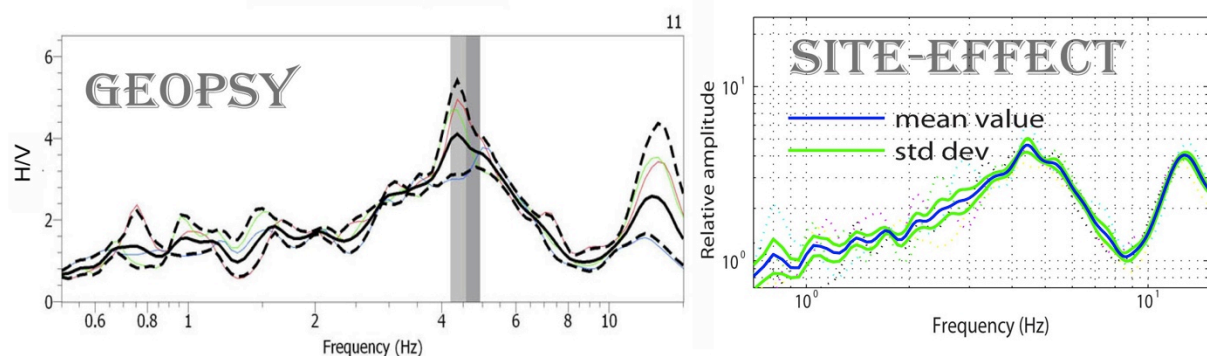 11
6
4
2
0
H/V
GEOPSY
0.6 0.8 1 2 4 6 8 10
Frequency (Hz)
SITE-EFFECT
mean value
std dev
Relative amplitude
10¹
10⁰
10⁰ 10¹
Frequency (Hz)